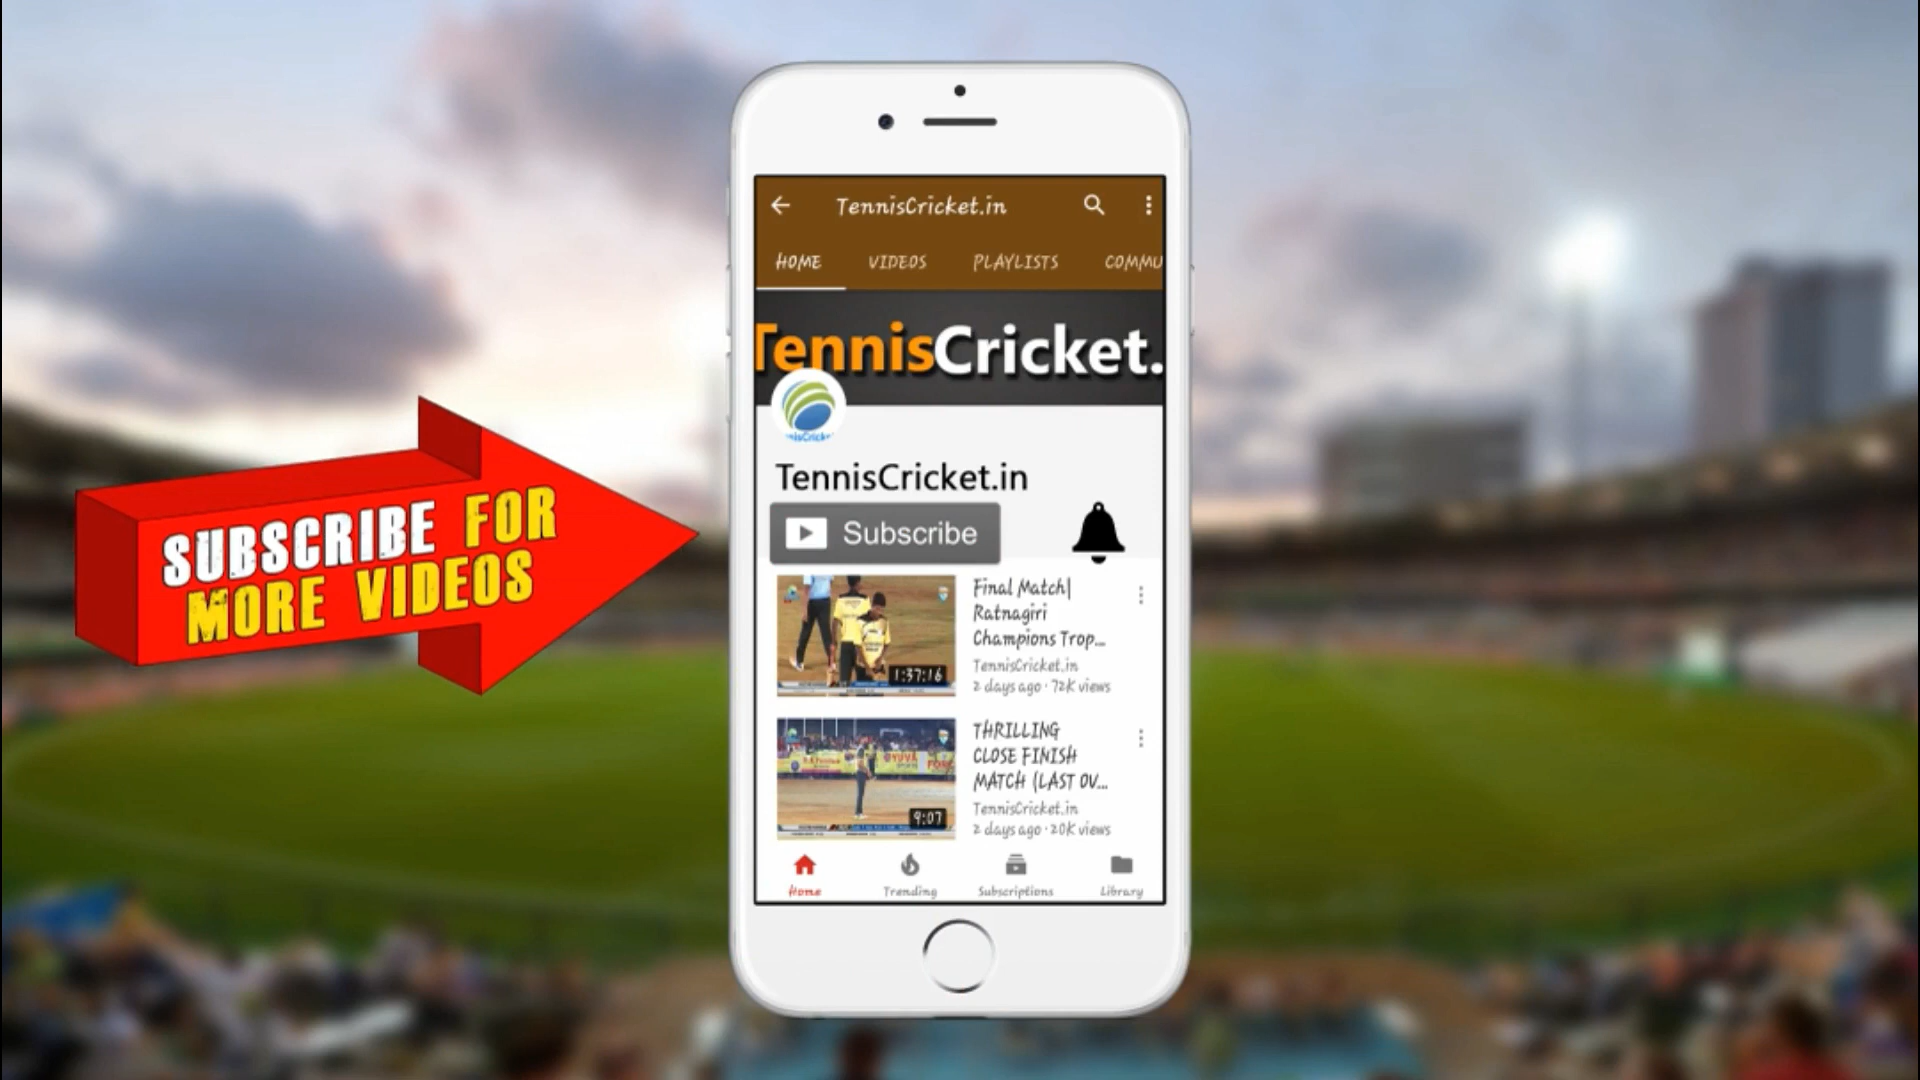 SUBSCRIBE FOR
MORE VIDEOS
TennisCricket.in
HOME VIDEOS PLAYLISTS COMMU
TennisCricket.
TennisCricket.in
Subscribe
Final Match|
Ratnagiri
Champions Trop...
TennisCricket.in
2 days ago · 72K views
1:37:16
THRILLING
CLOSE FINISH
MATCH (LAST OV...
TennisCricket.in
2 days ago · 20K views
YUVA
9:07
Home Trending Subscriptions Library